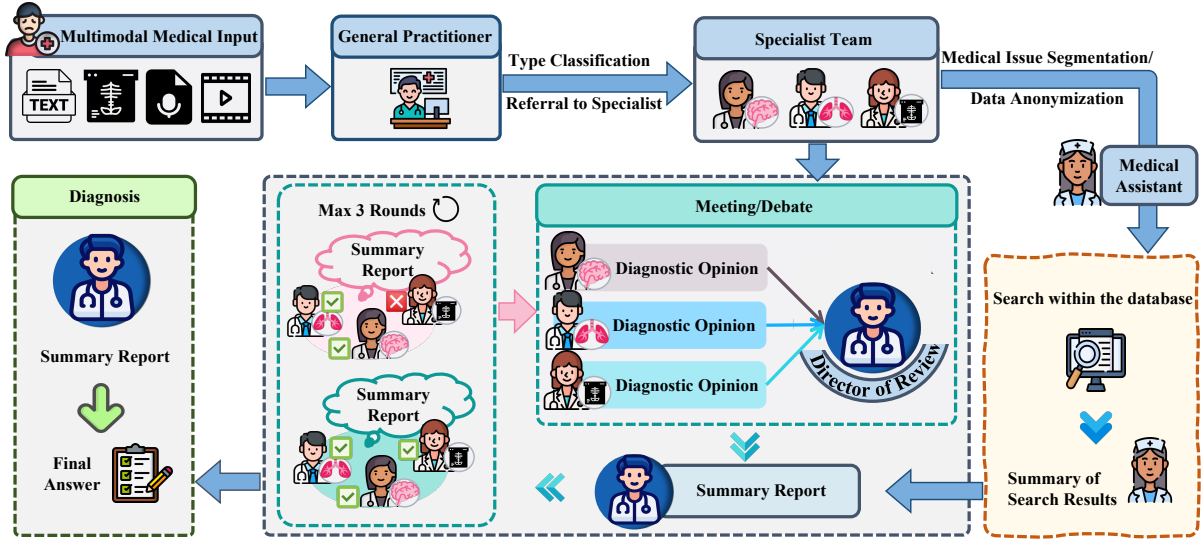 Multimodal Medical Input
TEXT
General Practitioner
Type Classification
Referral to Specialist
Specialist Team
Medical Issue Segmentation/
Data Anonymization
Medical
Assistant
Diagnosis
Summary Report
Final
Answer
Max 3 Rounds
Summary
Report
Summary
Report
Meeting/Debate
Diagnostic Opinion
Diagnostic Opinion
Diagnostic Opinion
Director of Review
Summary Report
Search within the database
Summary of
Search Results